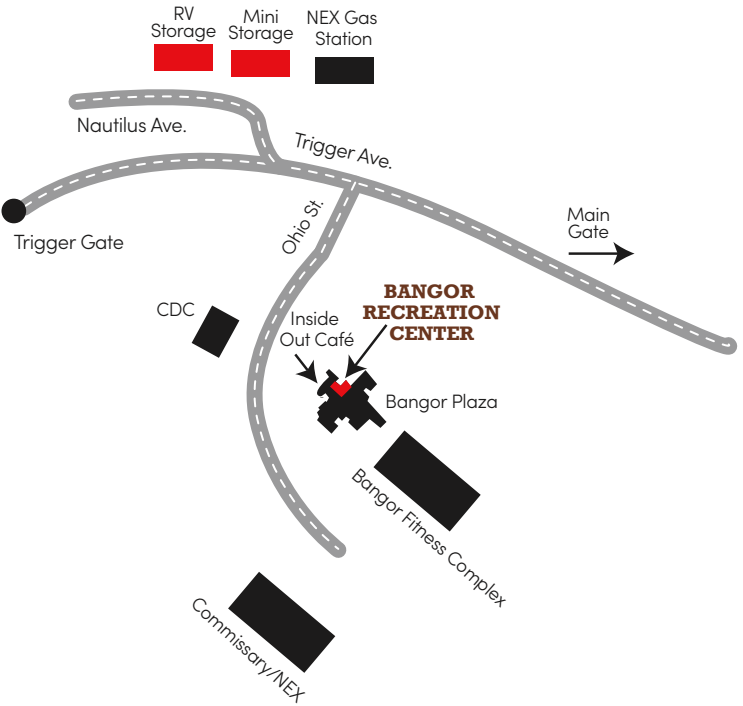 RV
Storage
Mini
Storage
NEX Gas
Station
Nautilus Ave.
Trigger Ave.
Trigger Gate
Ohio St.
Main
Gate
CDC
Inside
Out Café
BANGOR
RECREATION
CENTER
Bangor Plaza
Bangor Fitness Complex
Commissary/NEX